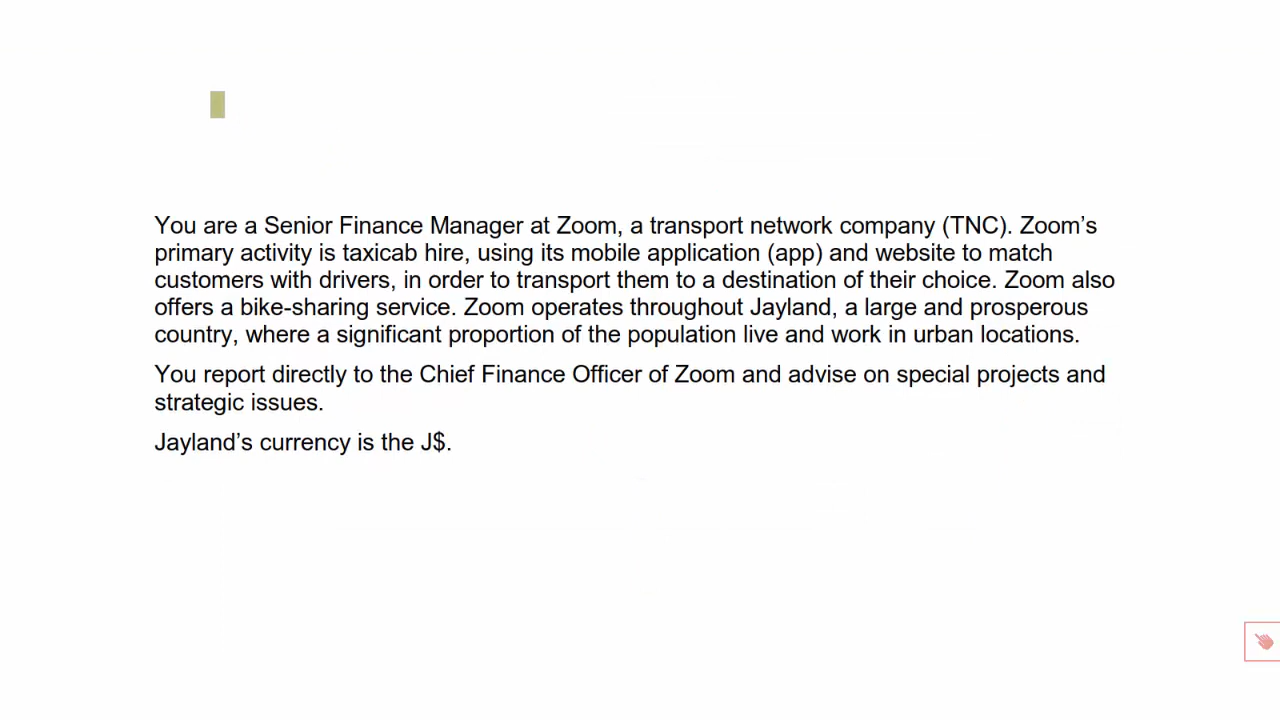 You are a Senior Finance Manager at Zoom, a transport network company (TNC). Zoom’s
primary activity is taxicab hire, using its mobile application (app) and website to match
customers with drivers, in order to transport them to a destination of their choice. Zoom also
offers a bike-sharing service. Zoom operates throughout Jayland, a large and prosperous
country, where a significant proportion of the population live and work in urban locations.
You report directly to the Chief Finance Officer of Zoom and advise on special projects and
strategic issues.
Jayland’s currency is the J$.